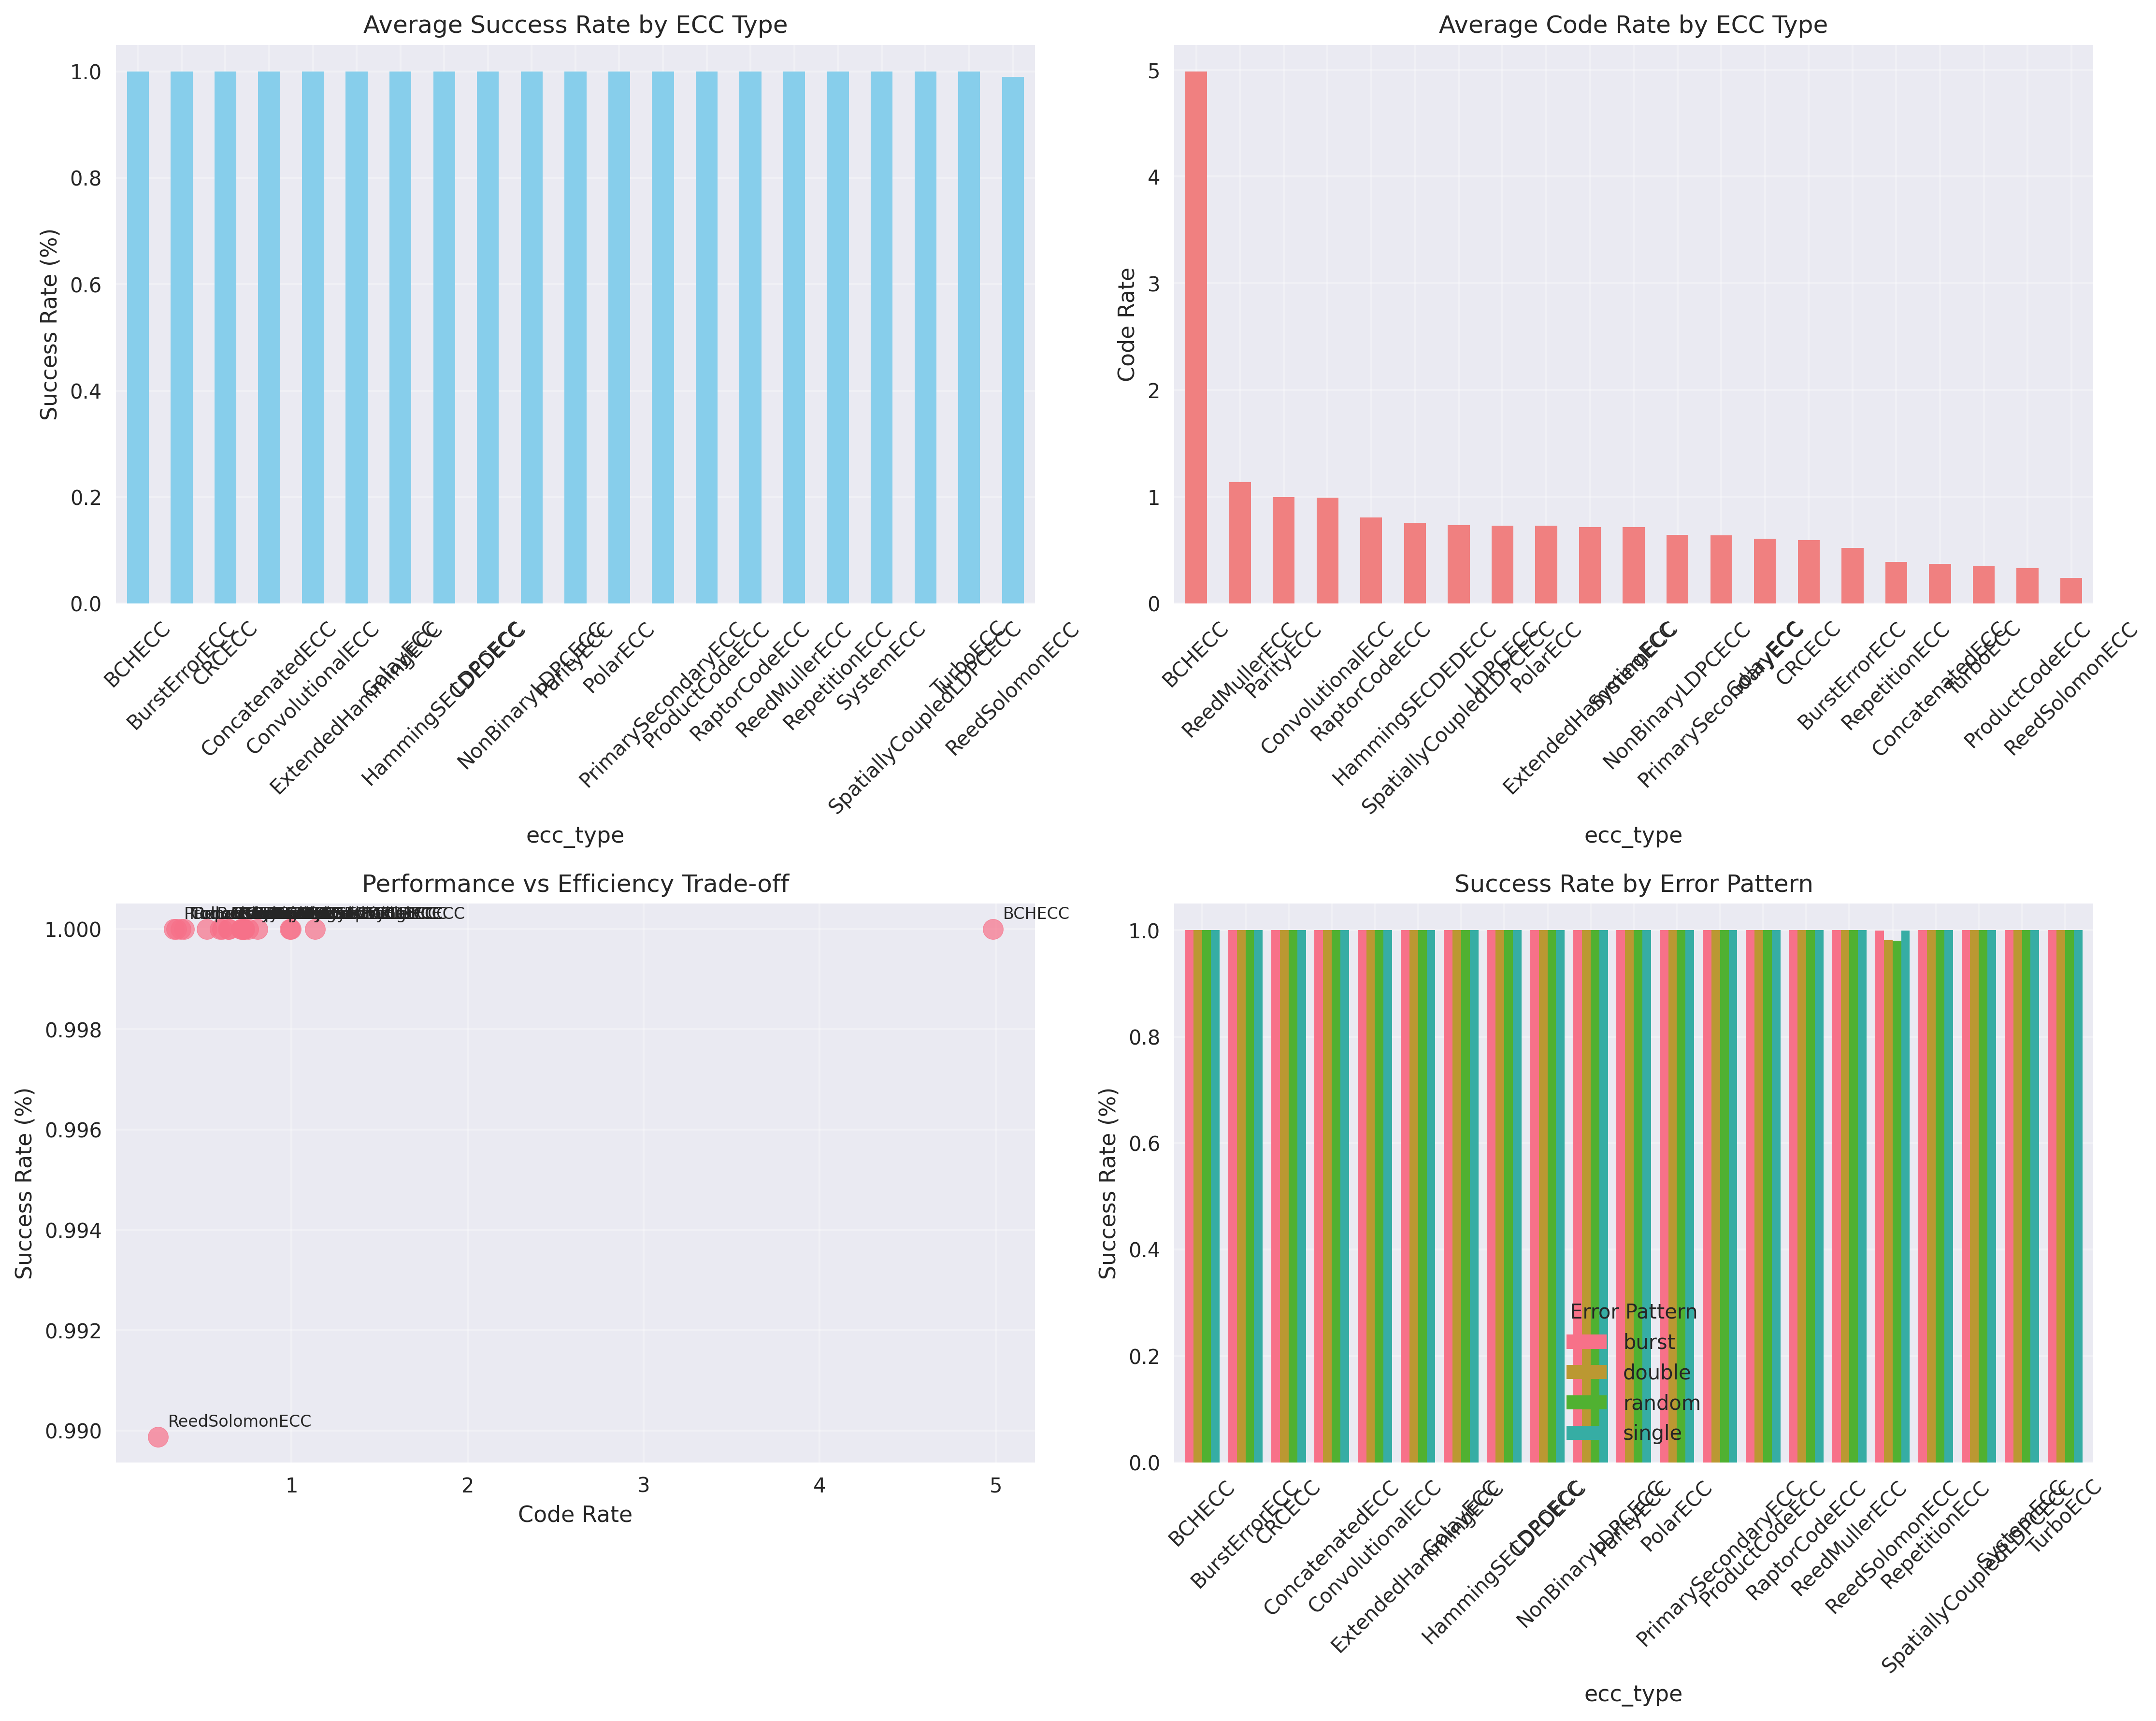 Average Success Rate by ECC Type
Success Rate (%)
1.0
0.8
0.6
0.4
0.2
0.0
BCHECC
BurstErrorECC
CRCECC
ConcatenatedECC
ConvolutionalECC
ExtendedHammingECC
GolayECC
HammingSECDEDECC
LDPCECC
NonBinaryLDPCECC
ParityECC
PolarECC
PrimarySecondaryECC
ProductCodeECC
RaptorCodeECC
ReedMullerECC
RepetitionECC
SystemECC
SpatiallyCoupledLDPCECC
TurboECC
ReedSolomonECC
ecc_type
Average Code Rate by ECC Type
Code Rate
5
4
3
2
1
0
BCHECC
ReedMullerECC
ParityECC
ConvolutionalECC
RaptorCodeECC
HammingSECDEDECC
LDPCECC
SpatiallyCoupledLDPCECC
PolarECC
ExtendedHammingECC
SystemECC
NonBinaryLDPCECC
PrimarySecondaryECC
GolayECC
CRCECC
BurstErrorECC
RepetitionECC
ConcatenatedECC
TurboECC
ProductCodeECC
ReedSolomonECC
ecc_type
Performance vs Efficiency Trade-off
Success Rate (%)
1.000
0.998
0.996
0.994
0.992
0.990
BCHECC
ReedSolomonECC
1
2
3
4
5
Code Rate
Success Rate by Error Pattern
Success Rate (%)
1.0
0.8
0.6
0.4
0.2
0.0
Error Pattern
burst
double
random
single
BCHECC
BurstErrorECC
CRCECC
ConcatenatedECC
ConvolutionalECC
ExtendedHammingECC
GolayECC
HammingSECDEDECC
LDPCECC
NonBinaryLDPCECC
ParityECC
PolarECC
PrimarySecondaryECC
ProductCodeECC
RaptorCodeECC
ReedMullerECC
ReedSolomonECC
RepetitionECC
SpatiallyCoupledLDPCECC
SystemECC
TurboECC
ecc_type